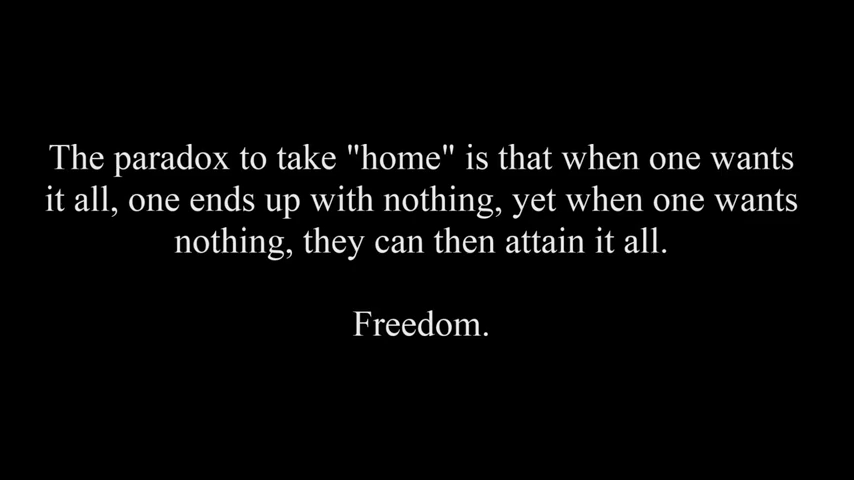 The paradox to take "home" is that when one wants
it all, one ends up with nothing, yet when one wants
nothing, they can then attain it all.
Freedom.